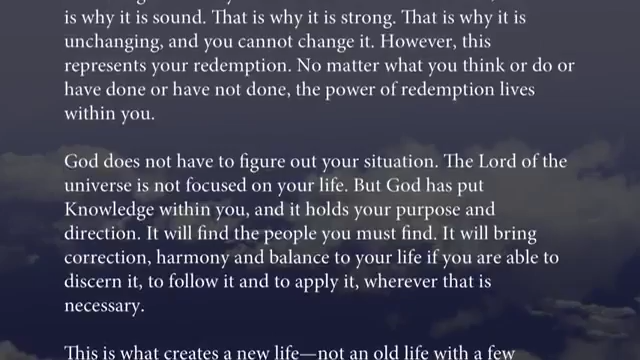 is why it is sound. That is why it is strong. That is why it is
unchanging, and you cannot change it. However, this
represents your redemption. No matter what you think or do or
have done or have not done, the power of redemption lives
within you.
God does not have to figure out your situation. The Lord of the
universe is not focused on your life. But God has put
Knowledge within you, and it holds your purpose and
direction. It will find the people you must find. It will bring
correction, harmony and balance to your life if you are able to
discern it, to follow it and to apply it, wherever that is
necessary.
This is what creates a new life—not an old life with a few